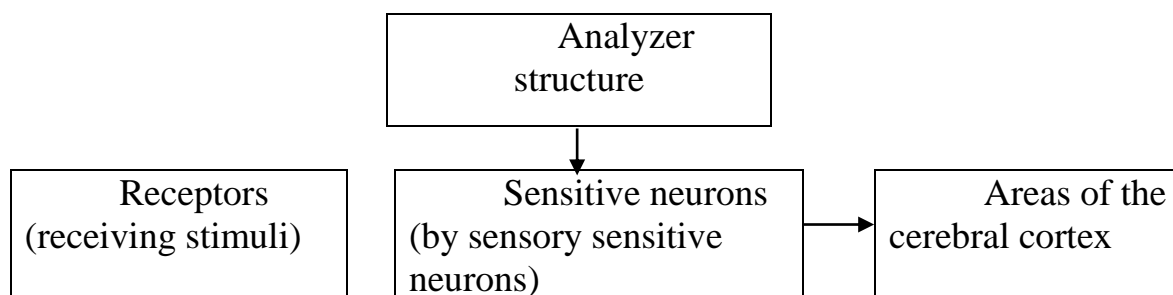 Analyzer
structure
Receptors
(receiving stimuli)
Sensitive neurons
(by sensory sensitive
neurons)
Areas of the
cerebral cortex